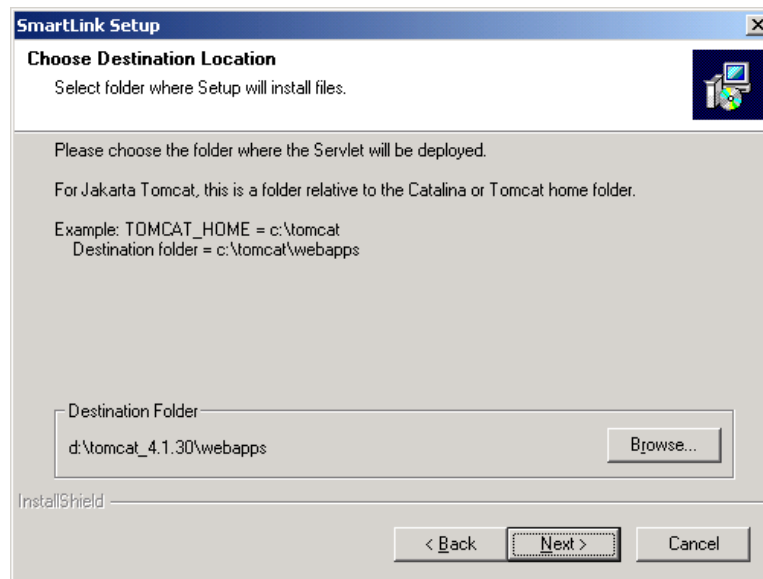 SmartLink Setup
Choose Destination Location
Select folder where Setup will install files.
Please choose the folder where the Servlet will be deployed.
For Jakarta Tomcat, this is a folder relative to the Catalina or Tomcat home folder.
Example: TOMCAT_HOME = c:\tomcat
Destination folder = c:\tomcat\webapps
Destination Folder
d:\tomcat_4.1.30\webapps
Browse...
InstallShield
< Back
Next >
Cancel